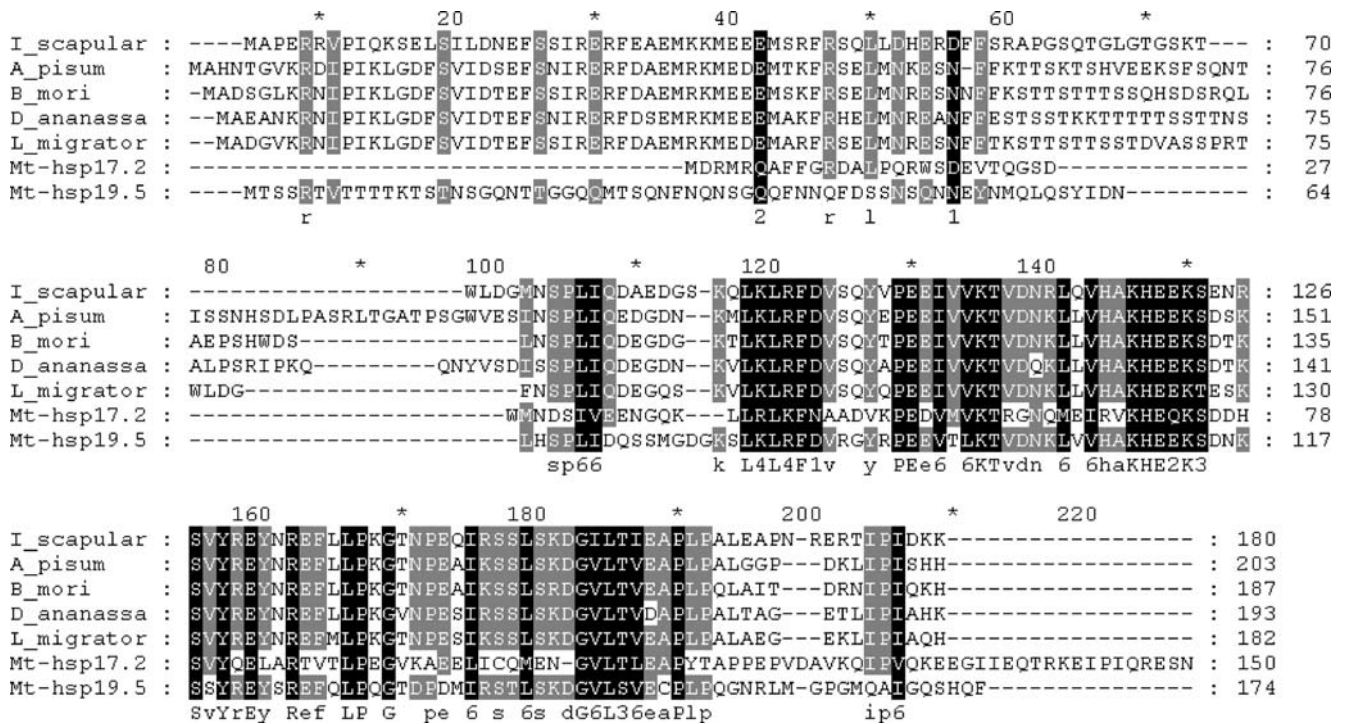 * 20 * 40 * 60 *
I_scapular : ----MAPERRVPIQKSELSILDNEFSSIRERFEAEMKKMEEEMSRFRSQLLDHERDFFSRAPGSQTGLGTGSKT--- : 70
A_pisum : MAHNTGVKRDIPIKLGDFSVIDSEFSNIRERFDAEMRKMEDEMTKFRSELMNKESN-FFKTTSKTSHVEEKSFSQNT : 76
B_mori : -MADSGLKRNIPIKLGDFSVIDTEFSSIRERFDAEMRKMEEEMSKFRSELMNRESNNFFKSTTSTTTSSQHSDSRQL : 76
D_ananassa : --MAEANKRNIPIKLGDFSVIDTEFSNIRERFDSEMRKMEEEMAKFRHELMNREANFFESTSSTKKTTTTTSSTTNS : 75
L_migrator : --MADGVKRNIPIKLGDFSVIDTEFSSIRERFDAEMRKMEEEMARFRSELMNRESNFFTKSTTSTTSSTDVASSPRT : 75
Mt-hsp17.2 : ------------------------------------MDRMRQAFFGRDALPQRWSDEVTQGSD-------------- : 27
Mt-hsp19.5 : ----MTSSRTVTTTTKTSTNSGQNTTGGQQMTSQNFNQNSGQQFNNQFDSSNSQNNEYNMQLQSYIDN--------- : 64
r 2 r l 1
80 * 100 * 120 * 140 *
I_scapular : --------------------WLDGMNSPLIQDAEDGS-KQLKLRFDVSQYVPEEIVVKTVDNRLQVHAKHEEKSENR : 126
A_pisum : ISSNHSDLPASRLTGATPSGWVESINSPLIQEDGDN--KMLKLRFDVSQYEPEEIVVKTVDNKLLVHAKHEEKSDSK : 151
B_mori : AEPSHWDS---------------LNSPLIQDEGDG--KTLKLRFDVSQYTPEEIVVKTVDNKLLVHAKHEEKSDTK : 135
D_ananassa : ALPSRIPKQ---------QNYVSDISSPLIQDEGDN--KVLKLRFDVSQYAPEEIVVKTVDQKLLVHAKHEEKSDTK : 141
L_migrator : WLDG--------------------FNSPLIQDEGQS--KVLKLRFDVSQYQPEEIVVKTVDNKLLVHAKHEEKTESK : 130
Mt-hsp17.2 : -----------------------WMNDSIVEENGQK---LLRLKFNAADVKPEDVMVKTRGNQMEIRVKHEQKSDDH : 78
Mt-hsp19.5 : ------------------------LHSPLIDQSSMGDGKSLKLRFDVRGYRPEEVTLKTVDNKLVVHAKHEEKSDNK : 117
sp66 k L4L4F1v y PEe6 6KTvdn 6 6haKHE2K3
160 * 180 * 200 * 220
I_scapular : SVYREYNREFLLPKGTNPEQIRSSLSKDGILTIEAPLPALEAPN-RERTIPIDKK------------------ : 180
A_pisum : SVYREYNREFLLPKGTNPEAIKSSLSKDGVLTVEAPLPALGGP---DKLIPISHH------------------ : 203
B_mori : SVYREYNREFLLPKGTNPEAIKSSLSRDGVLTVEAPLPQLAIT---DRNIPIQKH------------------ : 187
D_ananassa : SVYREYNREFLLPKGVNPESIRSSLSKDGVLTVDAPLPALTAG---ETLIPIAHK------------------ : 193
L_migrator : SVYREYNREFMLPKGTNPESIKSSLSKDGVLTVEAPLPALAEG---EKLIPIAQH------------------ : 182
Mt-hsp17.2 : SVYQELARTVTLPEGVKAEELICQMEN-GVLTLEAPYTAPPEPVDAVKQIPVQKEEGIIEQTRKEIPIQRESN : 150
Mt-hsp19.5 : SSYREYSREFQLPQGTDPDMIRSTLSKDGVLSVECPLPQGNRLM-GPGMQAIGQSHQF--------------- : 174
SvYrEy Ref LP G pe 6 s 6s dG6L36eaPlp ip6